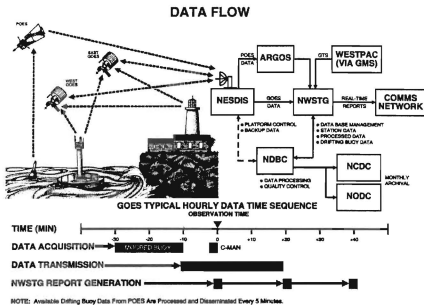 DATA FLOW
POES
EAST
GOES
WEST
GOES
POES
DATA
ARGOS
GTS
WESTPAC
(VIA GMS)
NESDIS
GOES
DATA
NWSTG
REAL-TIME
REPORTS
COMMS
NETWORK
• PLATFORM CONTROL
• BACKUP DATA
• DATA BASE MANAGEMENT
• STATION DATA
• PROCESSED DATA
• DRIFTING BUOY DATA
NDBC
• DATA PROCESSING
• QUALITY CONTROL
NCDC
NODC
MONTHLY
ARCHIVAL
GOES TYPICAL HOURLY DATA TIME SEQUENCE
OBSERVATION TIME
TIME (MIN)
-30 -20 -10 0 +10 +20 +30 +40
DATA ACQUISITION
MOORED BUOY
C-MAN
DATA TRANSMISSION
NWSTG REPORT GENERATION
NOTE: Available Drifting Buoy Data From POES Are Processed and Disseminated Every 5 Minutes.